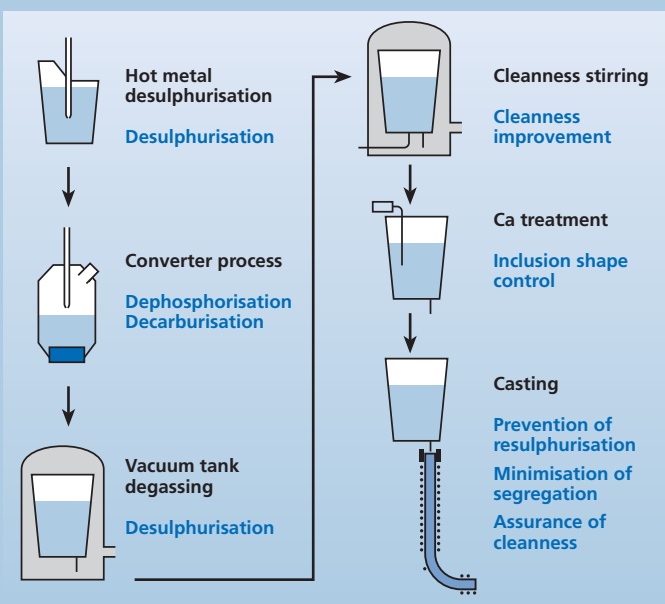 Hot metal
desulphurisation
Desulphurisation
Converter process
Dephosphorisation
Decarburisation
Vacuum tank
degassing
Desulphurisation
Cleanness stirring
Cleanness
improvement
Ca treatment
Inclusion shape
control
Casting
Prevention of
resulphurisation
Minimisation of
segregation
Assurance of
cleanness